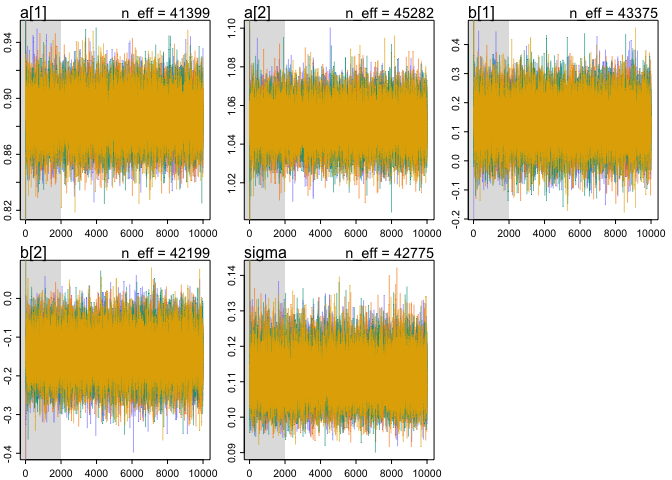 a[1] n_eff = 41399
0.82 0.86 0.90 0.94
0 2000 4000 6000 8000 10000
a[2] n_eff = 45282
1.02 1.04 1.06 1.08 1.10
0 2000 4000 6000 8000 10000
b[1] n_eff = 43375
-0.2 -0.1 0.0 0.1 0.2 0.3 0.4
0 2000 4000 6000 8000 10000
b[2] n_eff = 42199
-0.4 -0.3 -0.2 -0.1 0.0
0 2000 4000 6000 8000 10000
sigma n_eff = 42775
0.09 0.10 0.11 0.12 0.13 0.14
0 2000 4000 6000 8000 10000